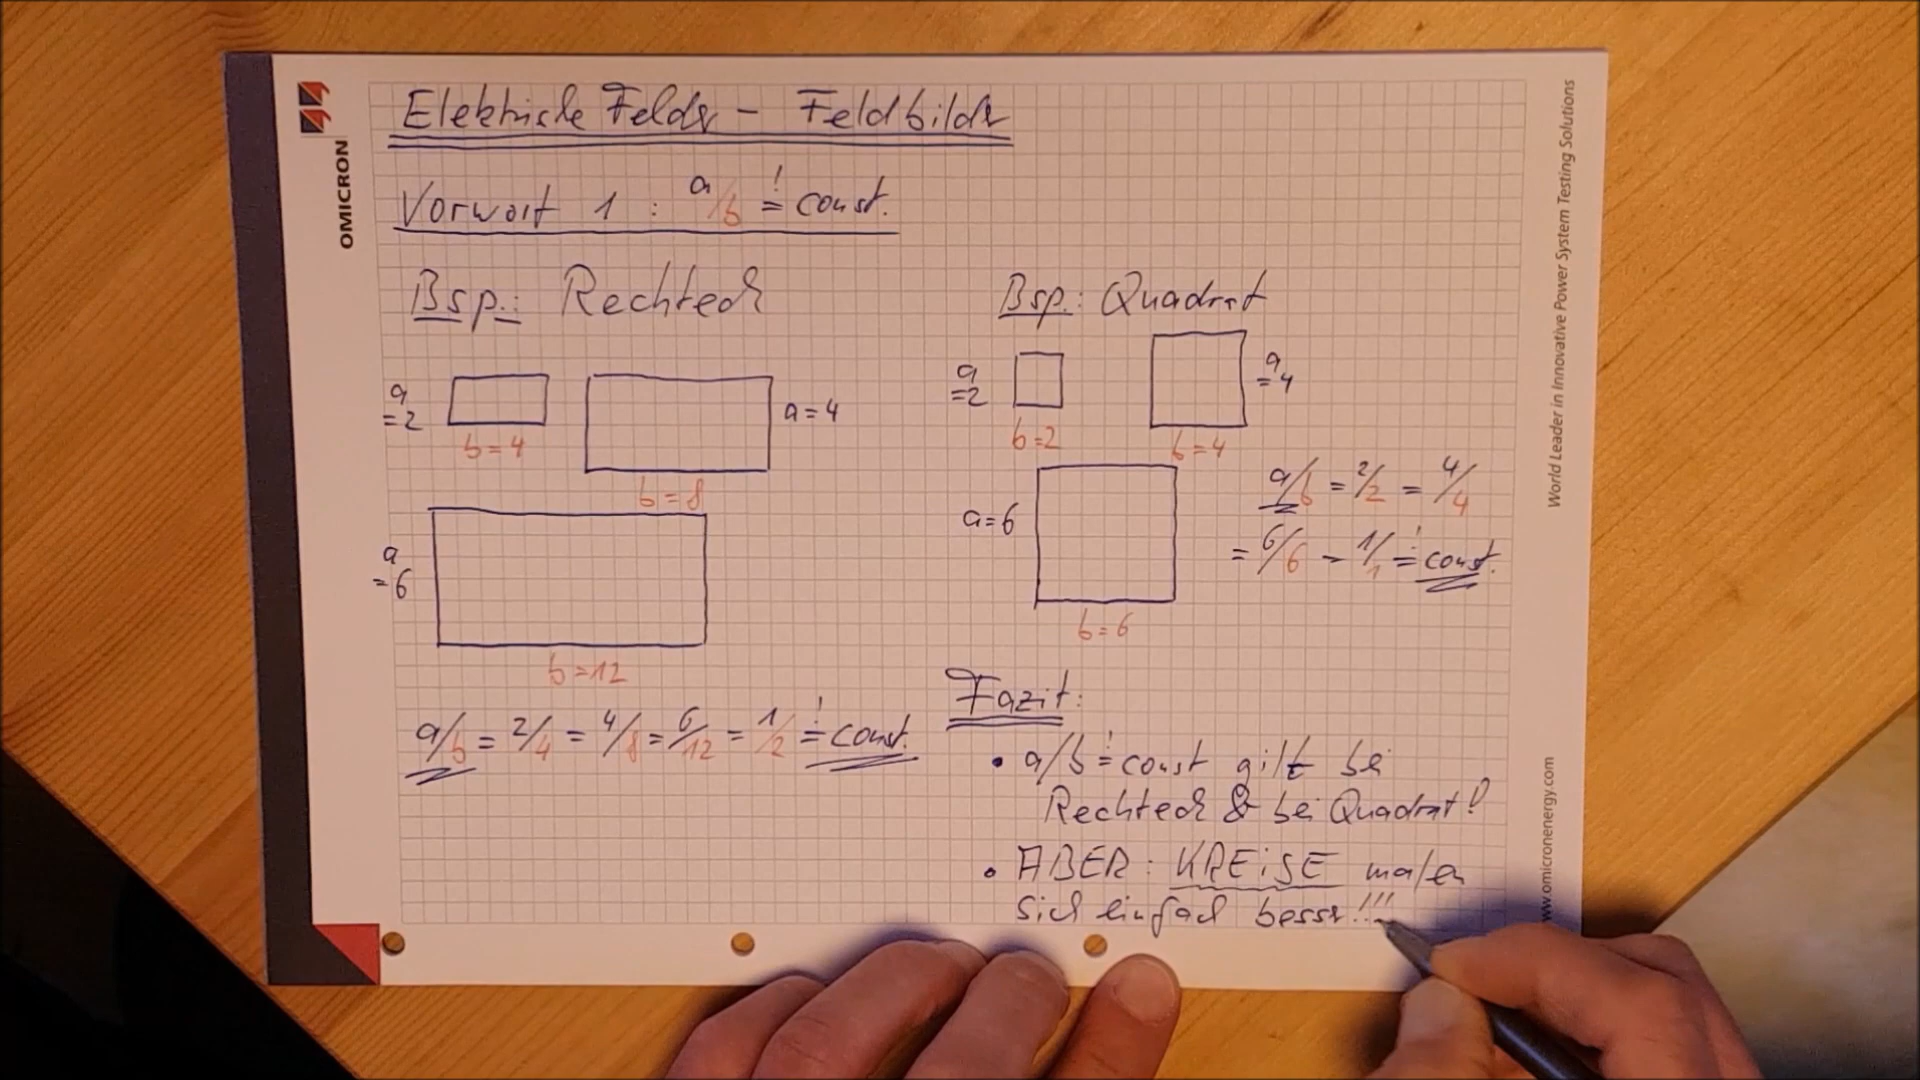 Elektrische Felder - Feldbilder
Vorwort 1 : a/b = const.
!
Bsp.: Rechteck
a
= 2
b = 4
a = 4
b = 8
a
= 6
b = 12
a/b = 2/4 = 4/8 = 6/12 = 1/2 = const.
!
Bsp.: Quadrat
a
= 2
b = 2
a
= 4
b = 4
a = 6
b = 6
a/b = 2/2 = 4/4
= 6/6 = 1/1 = const.
!
Fazit:
• a/b = const gilt bei
!
Rechteck & bei Quadrat!
• ABER: KREiSE malen
sich einfach besser!!!
OMICRON
World Leader in Innovative Power System Testing Solutions
www.omicronenergy.com